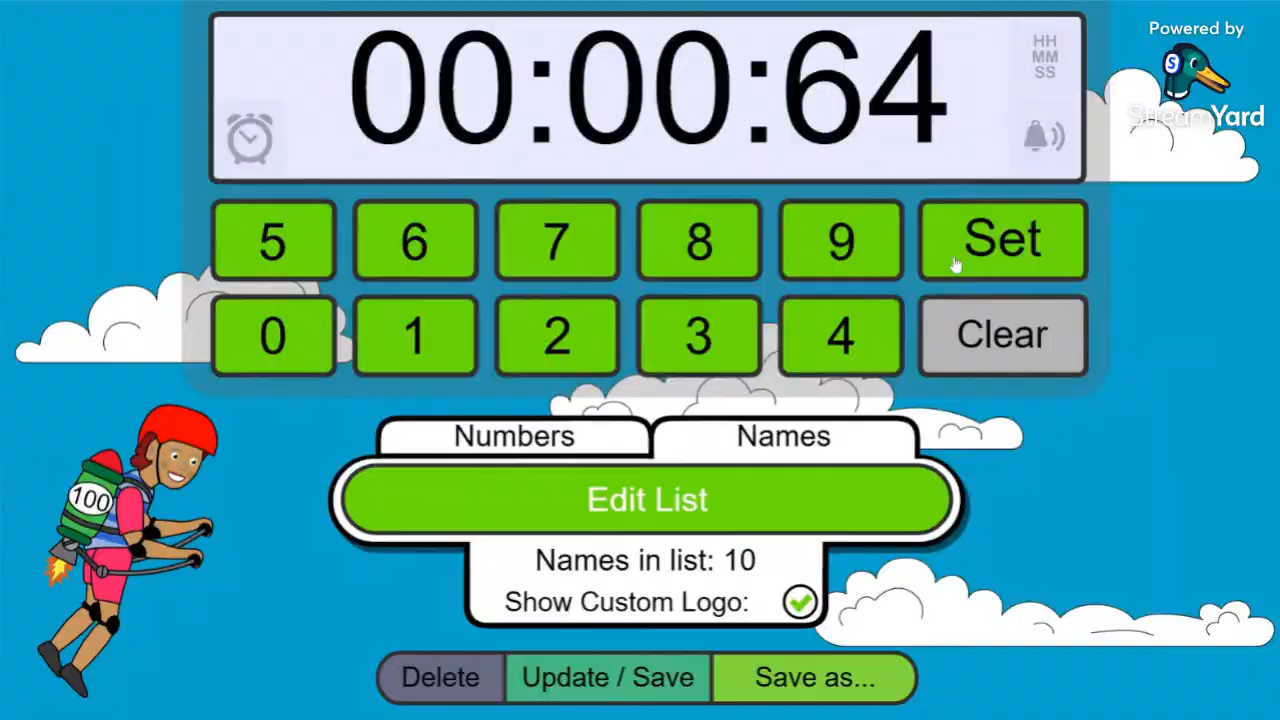 Powered by
StreamYard
00:00:64
HH
MM
SS
5 6 7 8 9 Set
0 1 2 3 4 Clear
Numbers Names
Edit List
100
Names in list: 10
Show Custom Logo:
Delete Update / Save Save as...